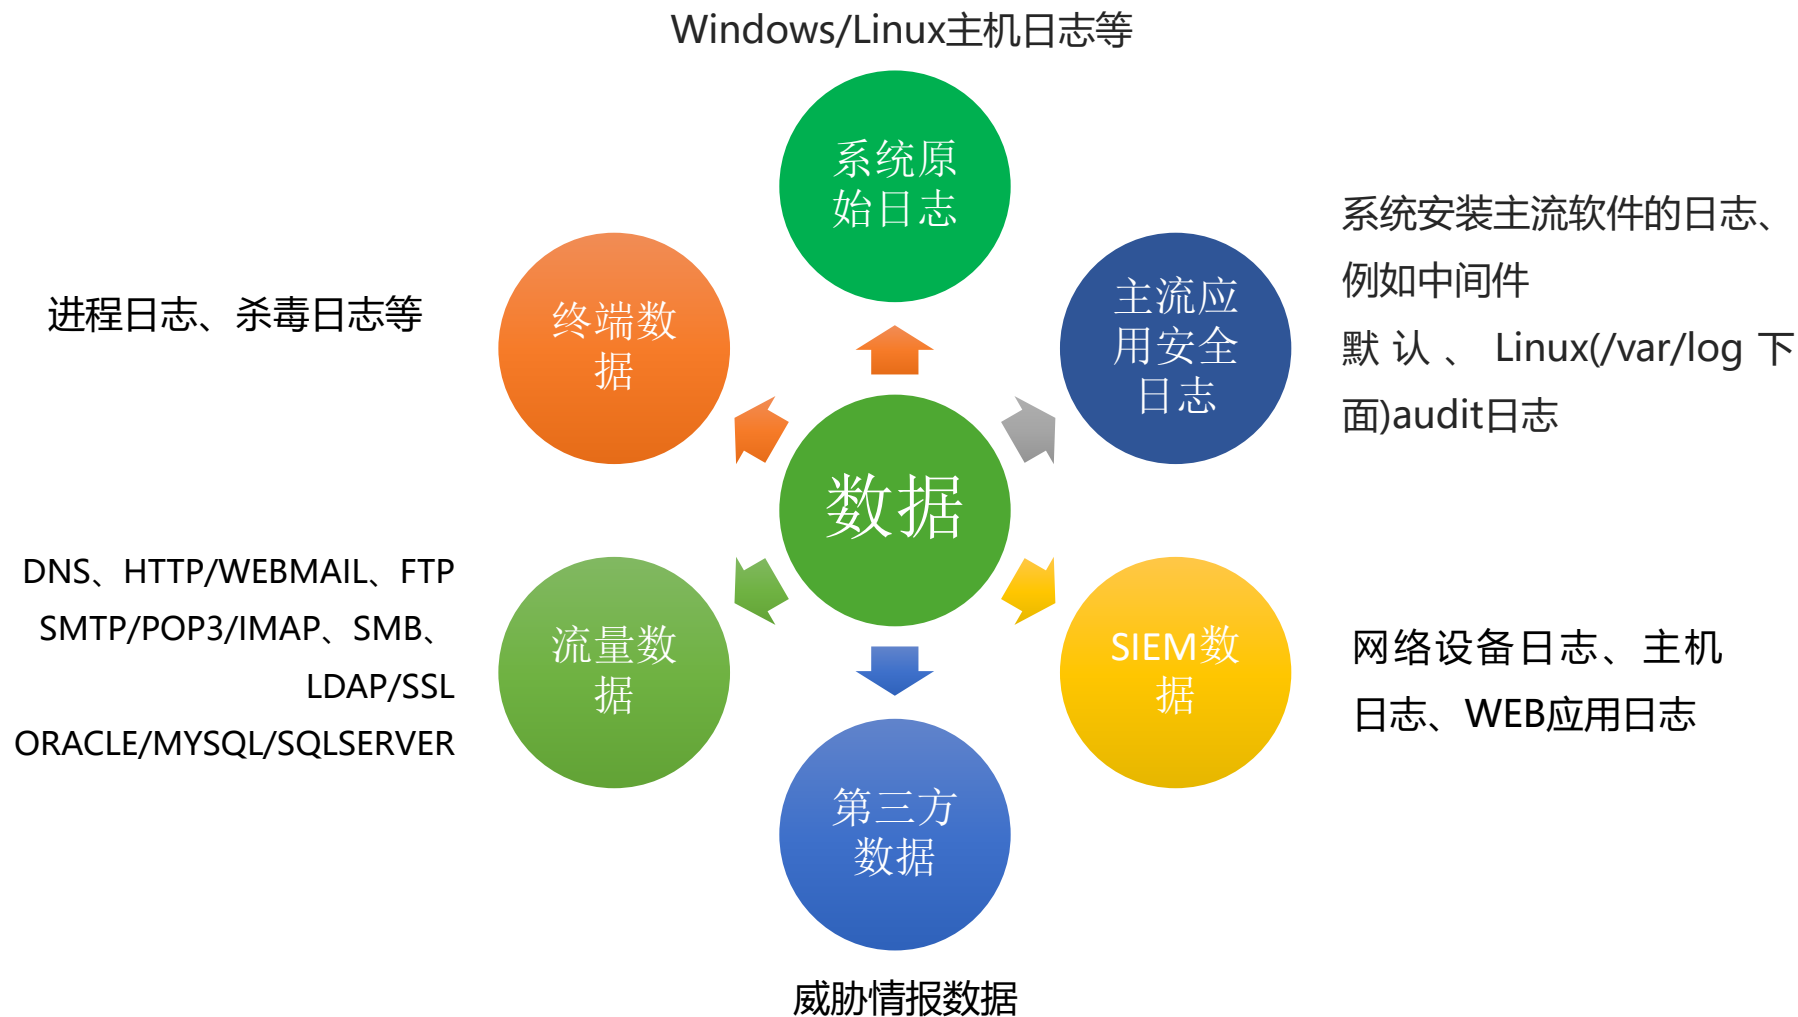 Windows/Linux主机日志等
系统原
始日志
系统安装主流软件的日志、
例如中间件
默认、Linux(/var/log下
面)audit日志
主流应
用安全
日志
终端数
据
进程日志、杀毒日志等
数据
DNS、HTTP/WEBMAIL、FTP
SMTP/POP3/IMAP、SMB、
LDAP/SSL
ORACLE/MYSQL/SQLSERVER
流量数
据
SIEM数
据
网络设备日志、主机
日志、WEB应用日志
第三方
数据
威胁情报数据